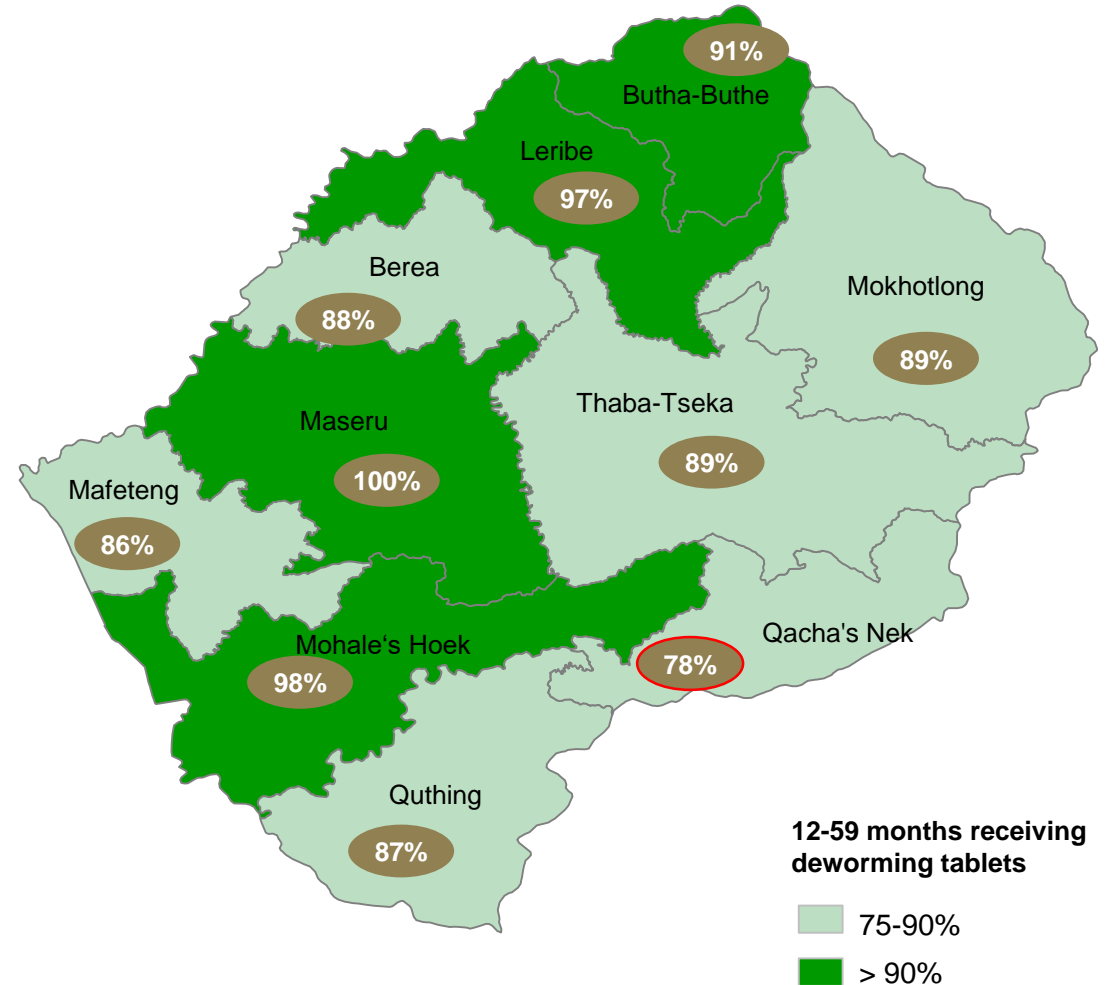 91%
Butha-Buthe
Leribe
97%
Berea
88%
Mokhotlong
89%
Thaba-Tseka
89%
Maseru
100%
Mafeteng
86%
Mohale‘s Hoek
98%
Qacha's Nek
78%
Quthing
87%
12-59 months receiving
deworming tablets
75-90%
> 90%